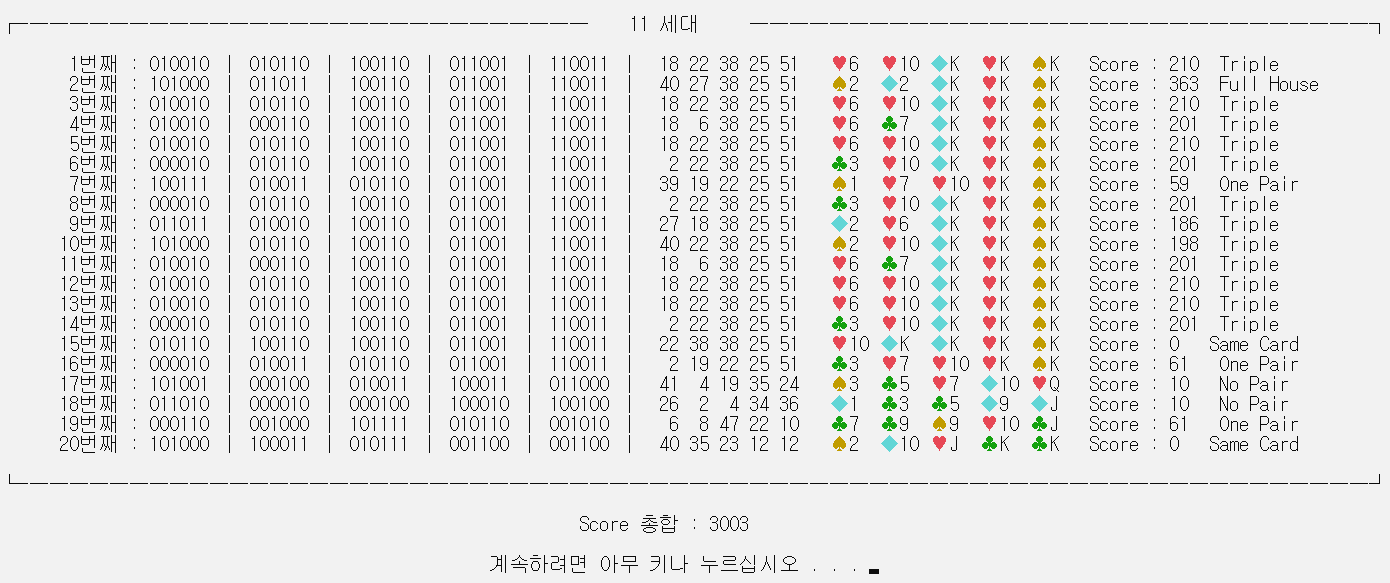 11 세대
1번째 : 010010 | 010110 | 100110 | 011001 | 110011 | 18 22 38 25 51 ♥6 ♥10 ◆K ♥K ♠K Score : 210 Triple
2번째 : 101000 | 011011 | 100110 | 011001 | 110011 | 40 27 38 25 51 ♠2 ◆2 ◆K ♥K ♠K Score : 363 Full House
3번째 : 010010 | 010110 | 100110 | 011001 | 110011 | 18 22 38 25 51 ♥6 ♥10 ◆K ♥K ♠K Score : 210 Triple
4번째 : 010010 | 000110 | 100110 | 011001 | 110011 | 18 6 38 25 51 ♥6 ♣7 ◆K ♥K ♠K Score : 201 Triple
5번째 : 010010 | 010110 | 100110 | 011001 | 110011 | 18 22 38 25 51 ♥6 ♥10 ◆K ♥K ♠K Score : 210 Triple
6번째 : 000010 | 010110 | 100110 | 011001 | 110011 | 2 22 38 25 51 ♣3 ♥10 ◆K ♥K ♠K Score : 201 Triple
7번째 : 100111 | 010011 | 010110 | 011001 | 110011 | 39 19 22 25 51 ♠1 ♥7 ♥10 ♥K ♠K Score : 59 One Pair
8번째 : 000010 | 010110 | 100110 | 011001 | 110011 | 2 22 38 25 51 ♣3 ♥10 ◆K ♥K ♠K Score : 201 Triple
9번째 : 011011 | 010010 | 100110 | 011001 | 110011 | 27 18 38 25 51 ◆2 ♥6 ◆K ♥K ♠K Score : 186 Triple
10번째 : 101000 | 010110 | 100110 | 011001 | 110011 | 40 22 38 25 51 ♠2 ♥10 ◆K ♥K ♠K Score : 198 Triple
11번째 : 010010 | 000110 | 100110 | 011001 | 110011 | 18 6 38 25 51 ♥6 ♣7 ◆K ♥K ♠K Score : 201 Triple
12번째 : 010010 | 010110 | 100110 | 011001 | 110011 | 18 22 38 25 51 ♥6 ♥10 ◆K ♥K ♠K Score : 210 Triple
13번째 : 010010 | 010110 | 100110 | 011001 | 110011 | 18 22 38 25 51 ♥6 ♥10 ◆K ♥K ♠K Score : 210 Triple
14번째 : 000010 | 010110 | 100110 | 011001 | 110011 | 2 22 38 25 51 ♣3 ♥10 ◆K ♥K ♠K Score : 201 Triple
15번째 : 010110 | 100110 | 100110 | 011001 | 110011 | 22 38 38 25 51 ♥10 ◆K ◆K ♥K ♠K Score : 0 Same Card
16번째 : 000010 | 010011 | 010110 | 011001 | 110011 | 2 19 22 25 51 ♣3 ♥7 ♥10 ♥K ♠K Score : 61 One Pair
17번째 : 101001 | 000100 | 010011 | 100011 | 011000 | 41 4 19 35 24 ♠3 ♣5 ♥7 ◆10 ♥Q Score : 10 No Pair
18번째 : 011010 | 000010 | 000100 | 100010 | 100100 | 26 2 4 34 36 ◆1 ♣3 ♣5 ◆9 ◆J Score : 10 No Pair
19번째 : 000110 | 001000 | 101111 | 010110 | 001010 | 6 8 47 22 10 ♣7 ♣9 ♠9 ♥10 ♣J Score : 61 One Pair
20번째 : 101000 | 100011 | 010111 | 001100 | 001100 | 40 35 23 12 12 ♠2 ◆10 ♥J ♣K ♣K Score : 0 Same Card
Score 총합 : 3003
계속하려면 아무 키나 누르십시오 . . .